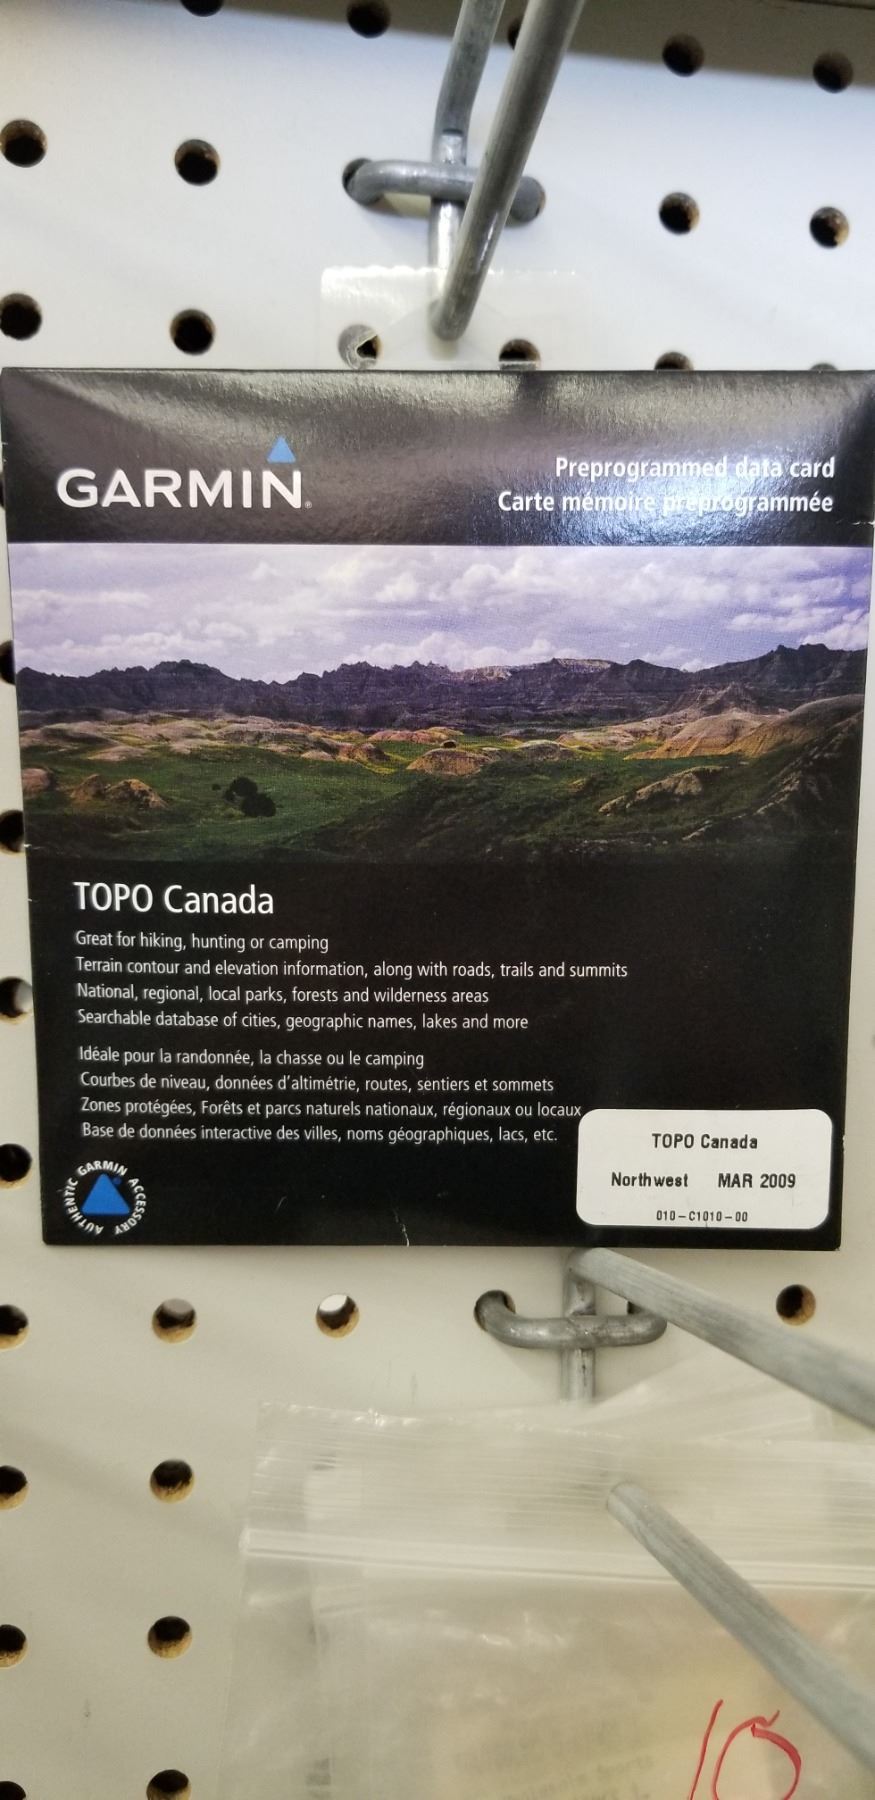 GARMIN®
Preprogrammed data card
Carte mémoire préprogrammée
TOPO Canada
Great for hiking, hunting or camping
Terrain contour and elevation information, along with roads, trails and summits
National, regional, local parks, forests and wilderness areas
Searchable database of cities, geographic names, lakes and more
Idéale pour la randonnée, la chasse ou le camping
Courbes de niveau, données d'altimétrie, routes, sentiers et sommets
Zones protégées, Forêts et parcs naturels nationaux, régionaux ou locaux
Base de données interactive des villes, noms géographiques, lacs, etc.
GARMIN ACCESSORY AUTHENTIC
TOPO Canada
Northwest MAR 2009
010-C1010-00
10